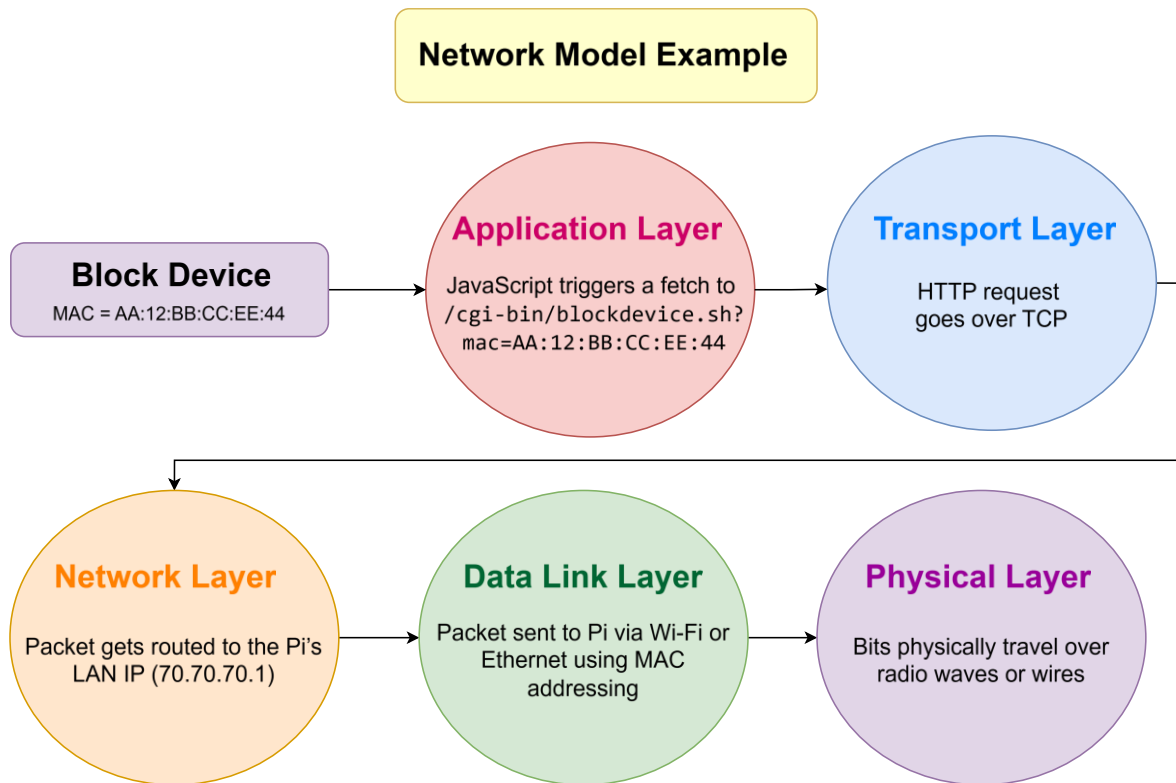 Network Model Example
Block Device
MAC = AA:12:BB:CC:EE:44
Application Layer
JavaScript triggers a fetch to
/cgi-bin/blockdevice.sh?
mac=AA:12:BB:CC:EE:44
Transport Layer
HTTP request
goes over TCP
Network Layer
Packet gets routed to the Pi’s
LAN IP (70.70.70.1)
Data Link Layer
Packet sent to Pi via Wi-Fi or
Ethernet using MAC
addressing
Physical Layer
Bits physically travel over
radio waves or wires